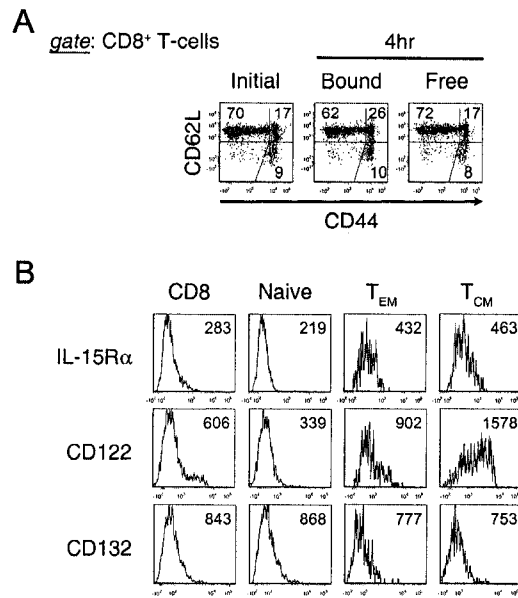 A
gate: CD8+ T-cells
4hr
Initial Bound Free
70 17 62 26 72 17
9 10 8
CD62L
CD44
B
CD8 Naive TEM TCM
IL-15Rα 283 219 432 463
CD122 606 339 902 1578
CD132 843 868 777 753